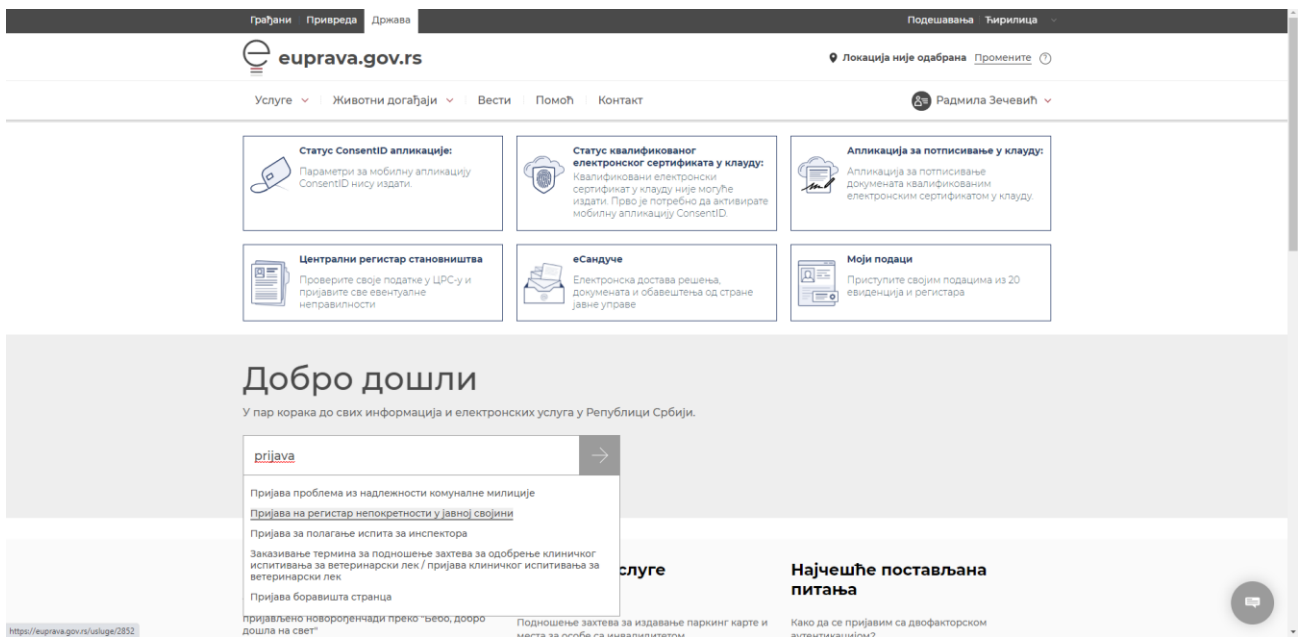 Грађани Привреда Држава Подешавања Ћирилица
euprava.gov.rs Локација није одабрана Промените ?
Услуге Животни догађаји Вести Помоћ Контакт Радмила Зечевић
Статус ConsentID апликације:
Параметри за мобилну апликацију
ConsentID нису издати.
Статус квалификованог
електронског сертификата у клауду:
Квалификовани електронски
сертификат у клауду није могуће
издати. Прво је потребно да активирате
мобилну апликацију ConsentID.
Апликација за потписивање у клауду:
Апликација за потписивање
докумената квалификованим
електронским сертификатом у клауду.
Централни регистар становништва
Проверите своје податке у ЦРС-у и
пријавите све евентуалне
неправилности
еСандуче
Електронска достава решења,
докумената и обавештења од стране
јавне управе
Моји подаци
Приступите својим подацима из 20
евиденција и регистара
Добро дошли
У пар корака до својих информација и електронских услуга у Републици Србији.
prijava
Пријава проблема из надлежности комуналне милиције
Пријава на регистар непокретности у јавној својини
Пријава за полагање испита за инспектора
Заказивање термина за подношење захтева за одобрење клиничког
испитивања за ветеринарски лек / пријава клиничког испитивања за
ветеринарски лек
Пријава боравишта странца
пријављено новорођенчади преко "Бебо, добро
дошла на свет"
слуге
Подношење захтева за издавање паркинг карте и
места за особе са инвалидитетом
Најчешће постављана
питања
Како да се пријавим са двофакторском
аутентикацијом?
https://euprava.gov.rs/usluge/2852